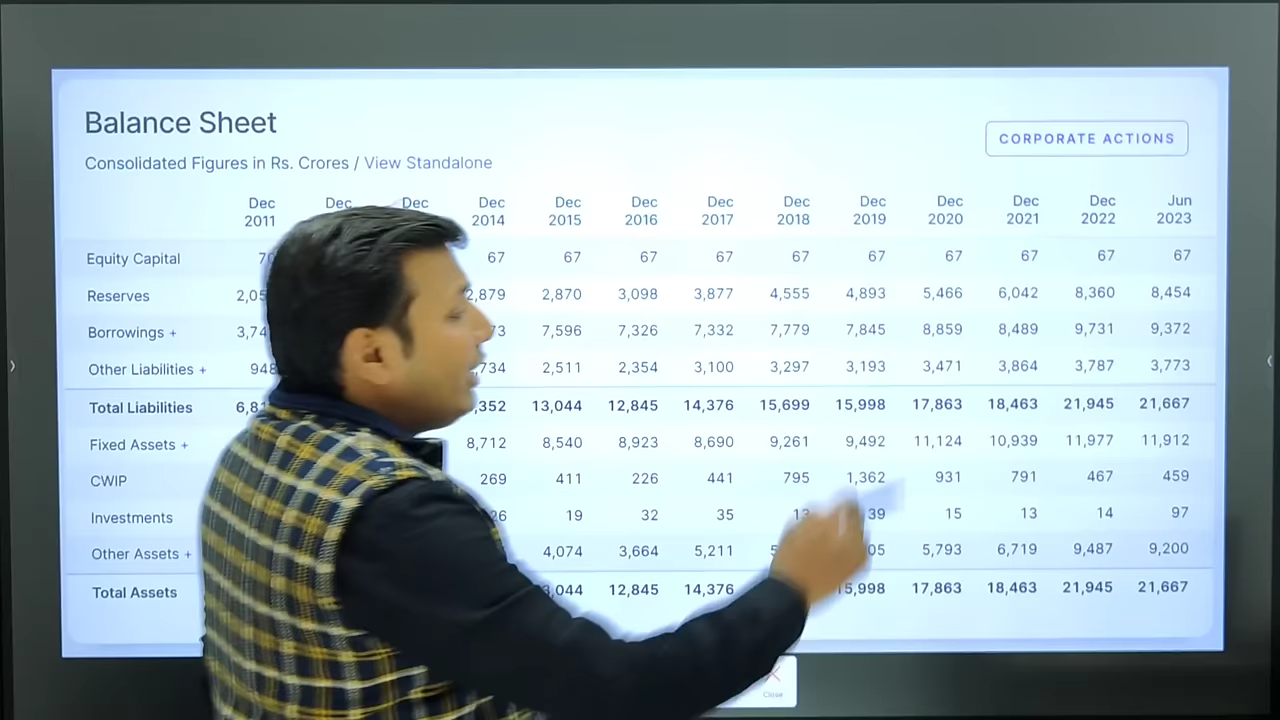 Balance Sheet
CORPORATE ACTIONS
Consolidated Figures in Rs. Crores / View Standalone
Dec Dec Dec Dec Dec Dec Dec Dec Dec Dec Dec Dec Jun
2011 2014 2015 2016 2017 2018 2019 2020 2021 2022 2023
Equity Capital 67 67 67 67 67 67 67 67 67 67
Reserves 2,879 2,870 3,098 3,877 4,555 4,893 5,466 6,042 8,360 8,454
Borrowings + 7,596 7,326 7,332 7,779 7,845 8,859 8,489 9,731 9,372
Other Liabilities + 948 2,511 2,354 3,100 3,297 3,193 3,471 3,864 3,787 3,773
Total Liabilities 13,044 12,845 14,376 15,699 15,998 17,863 18,463 21,945 21,667
Fixed Assets + 8,712 8,540 8,923 8,690 9,261 9,492 11,124 10,939 11,977 11,912
CWIP 269 411 226 441 795 1,362 931 791 467 459
Investments 19 32 35 15 13 14 97
Other Assets + 4,074 3,664 5,211 5,793 6,719 9,487 9,200
Total Assets 12,845 14,376 15,998 17,863 18,463 21,945 21,667
Close